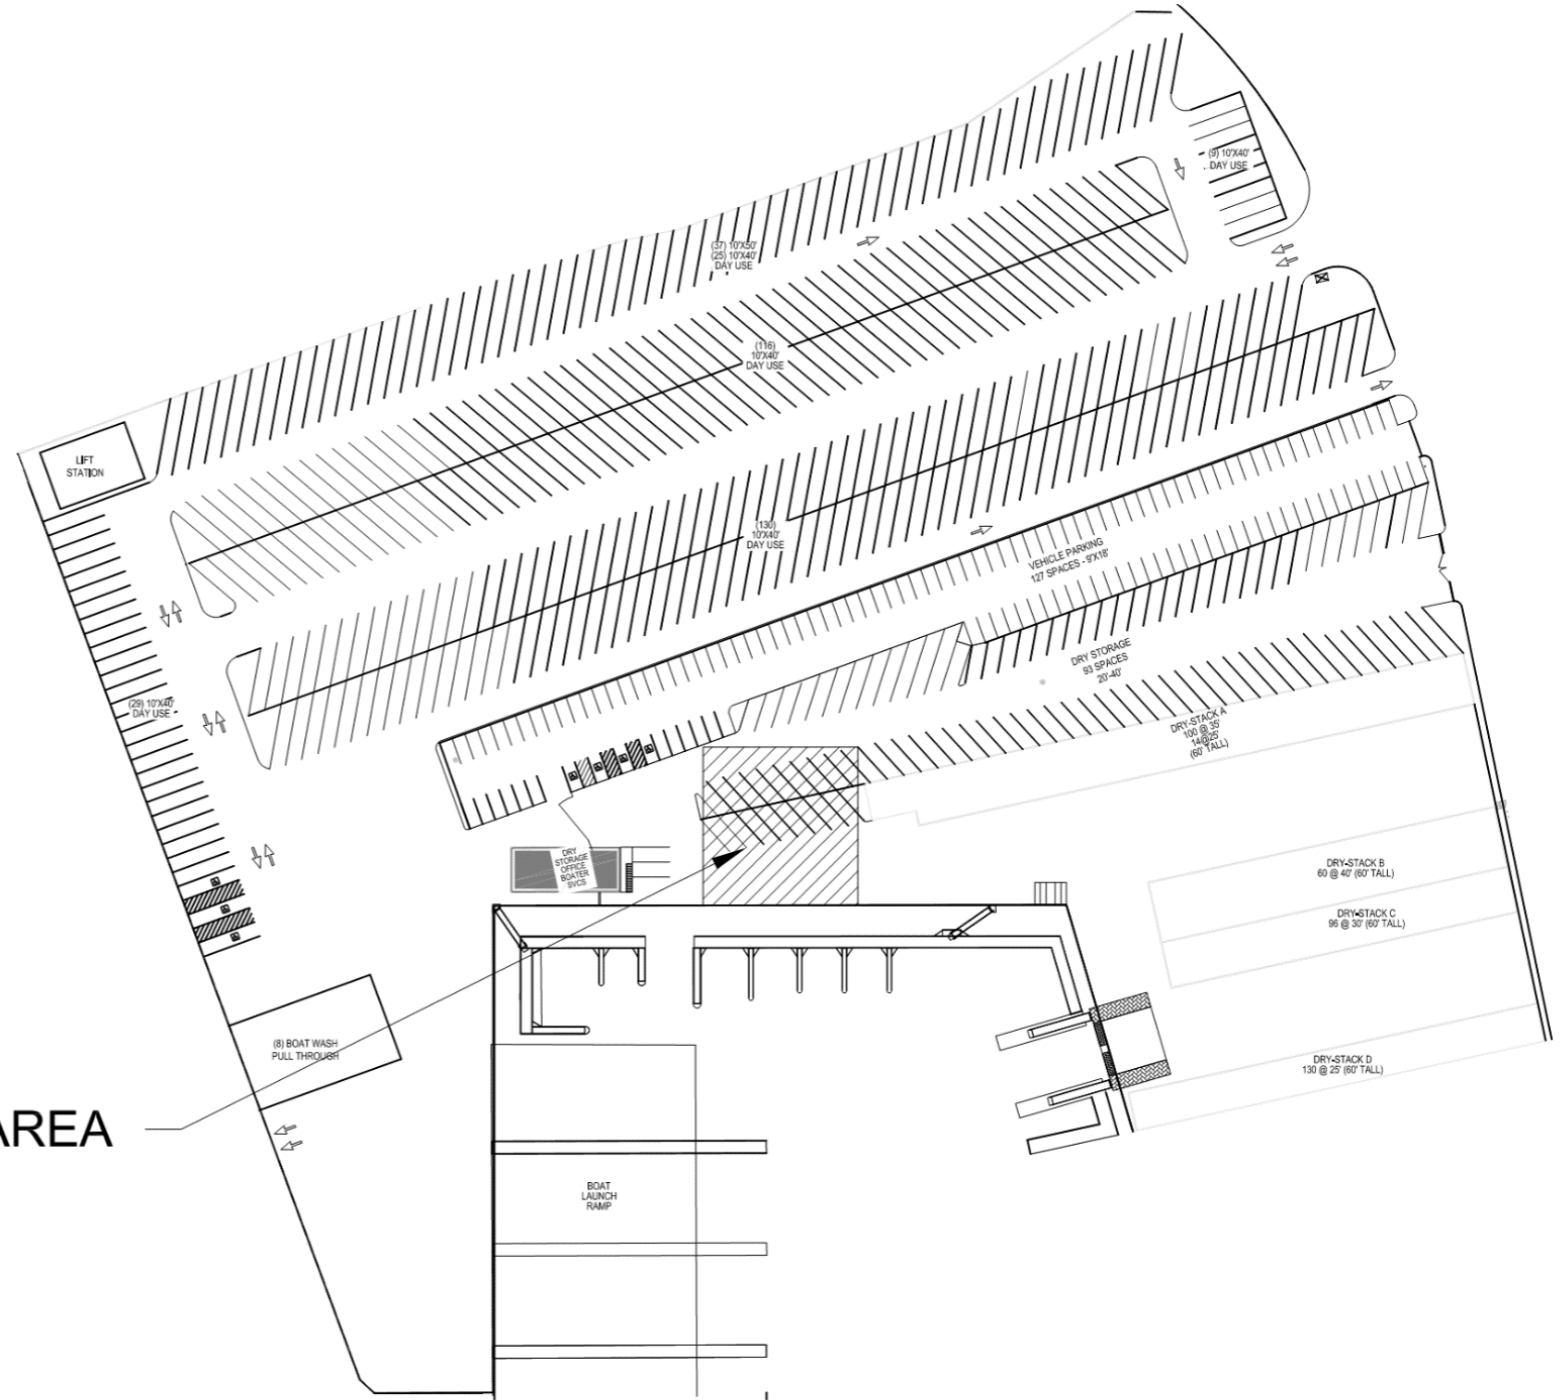 (9) 10'X40'
DAY USE
(37) 10'X50'
(25) 10'X40'
DAY USE
(116)
10'X40'
DAY USE
LIFT
STATION
(130)
10'X40'
DAY USE
VEHICLE PARKING
127 SPACES - 9'X18'
DRY STORAGE
93 SPACES
20'-40'
(29) 10'X40'
DAY USE
DRY-STACK A
100 @ 35'
14@25'
(60' TALL)
DRY
STORAGE
OFFICE
BOATER
SVCS
DRY-STACK B
60 @ 40' (60' TALL)
DRY-STACK C
96 @ 30' (60' TALL)
(8) BOAT WASH
PULL THROUGH
DRY-STACK D
130 @ 25' (60' TALL)
AREA
BOAT
LAUNCH
RAMP